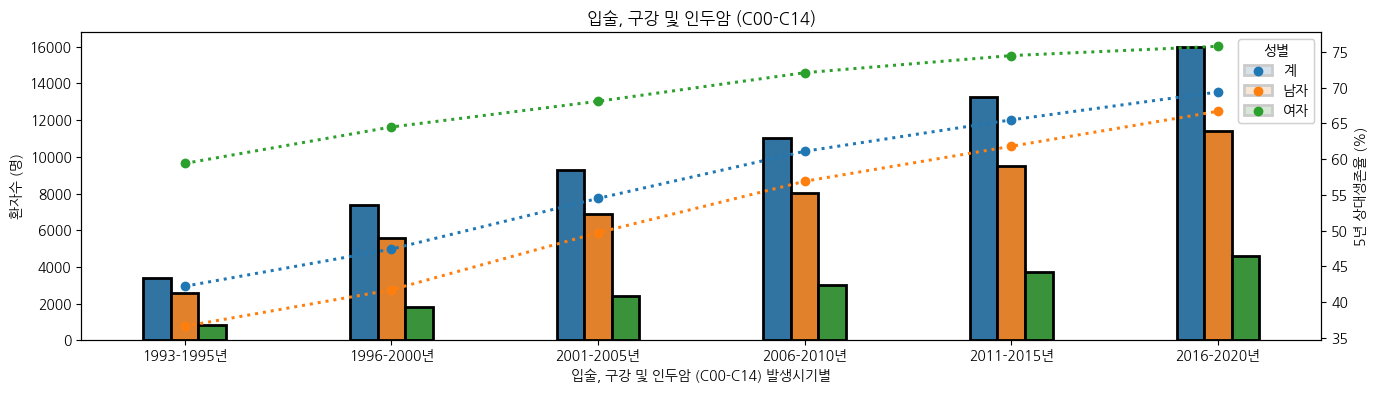 입술, 구강 및 인두암 (C00-C14)
환자수 (명)
16000
14000
12000
10000
8000
6000
4000
2000
0
1993-1995년
1996-2000년
2001-2005년
2006-2010년
2011-2015년
2016-2020년
입술, 구강 및 인두암 (C00-C14) 발생시기별
75
70
65
60
55
50
45
40
35
5년 상대생존율 (%)
성별
계
남자
여자